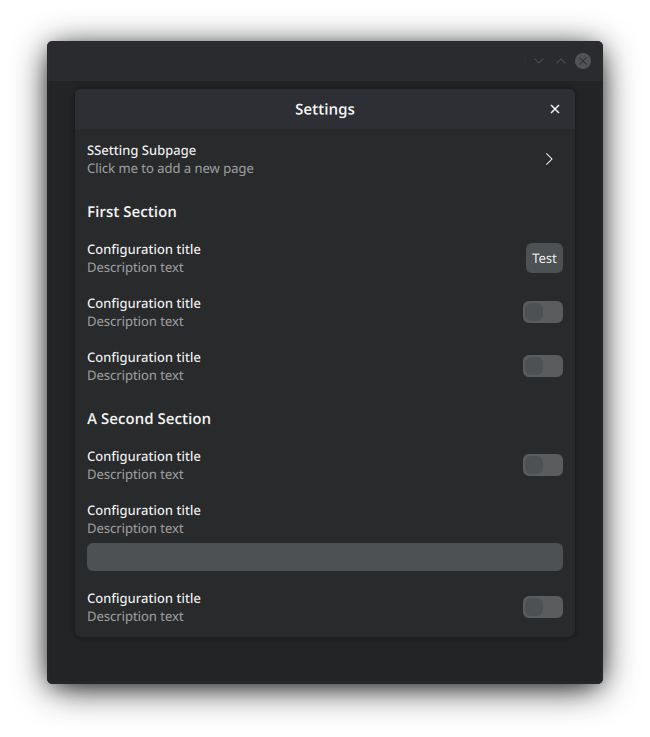 Settings
SSetting Subpage
Click me to add a new page
First Section
Configuration title
Description text
Test
Configuration title
Description text
Configuration title
Description text
A Second Section
Configuration title
Description text
Configuration title
Description text
Configuration title
Description text